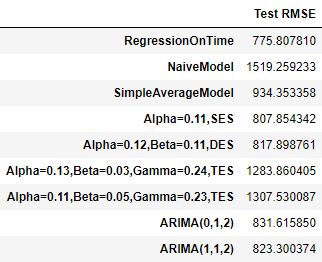 Test RMSE
RegressionOnTime 775.807810
NaiveModel 1519.259233
SimpleAverageModel 934.353358
Alpha=0.11,SES 807.854342
Alpha=0.12,Beta=0.11,DES 817.898761
Alpha=0.13,Beta=0.03,Gamma=0.24,TES 1283.860405
Alpha=0.11,Beta=0.05,Gamma=0.23,TES 1307.530087
ARIMA(0,1,2) 831.615850
ARIMA(1,1,2) 823.300374